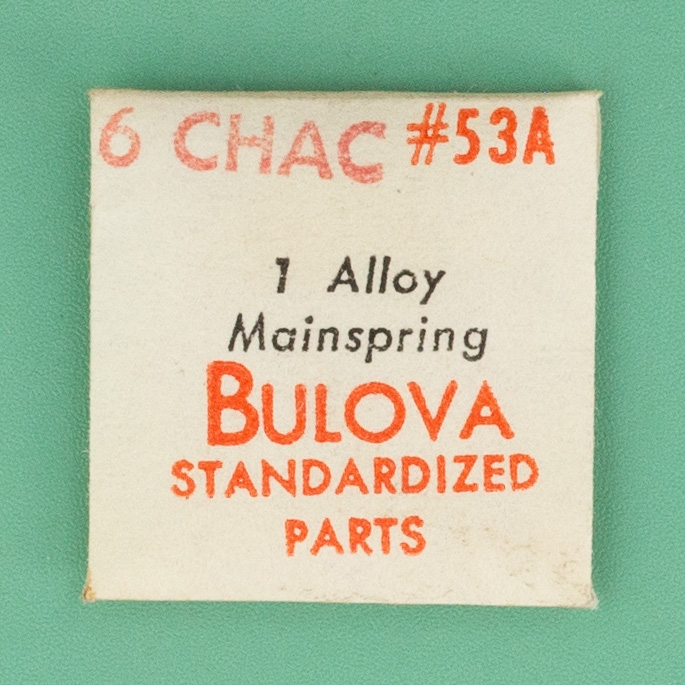 6 CHAC #53A
1 Alloy
Mainspring
BULOVA
STANDARDIZED
PARTS